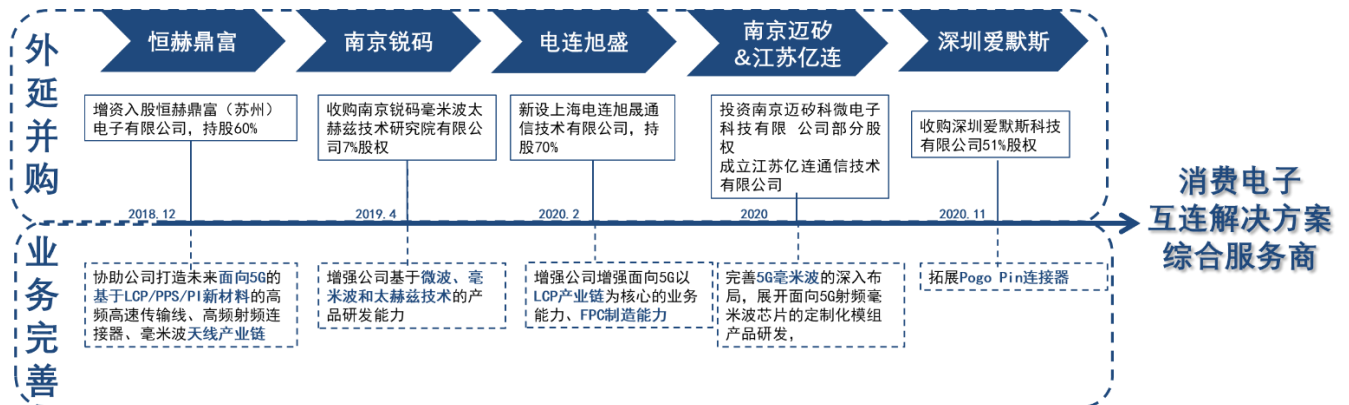 外延并购
恒赫鼎富
南京锐码
电连旭盛
南京迈矽
&江苏亿连
深圳爱默斯
增资入股恒赫鼎富（苏州）
电子有限公司，持股60%
收购南京锐码毫米波太
赫兹技术研究院有限公
司7%股权
新设上海电连旭晟通
信技术有限公司，持
股70%
投资南京迈矽科微电子
科技有限 公司部分股
权
成立江苏亿连通信技术
有限公司
收购深圳爱默斯科技
有限公司51%股权
2018.12
2019.4
2020.2
2020
2020.11
消费电子
互连解决方案
综合服务商
业务完善
协助公司打造未来面向5G的
基于LCP/PPS/PI新材料的高
频高速传输线、高频射频连
接器、毫米波天线产业链
增强公司基于微波、毫
米波和太赫兹技术的产
品研发能力
增强公司增强面向5G以
LCP产业链为核心的业务
能力、FPC制造能力
完善5G毫米波的深入布
局，展开面向5G射频毫
米波芯片的定制化模组
产品研发，
拓展Pogo Pin连接器